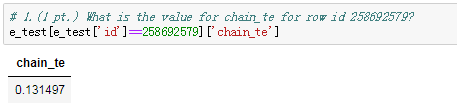 # 1.(1 pt.) What is the value for chain_te for row id 258692579?
e_test[e_test['id']==258692579]['chain_te']
chain_te
0.131497